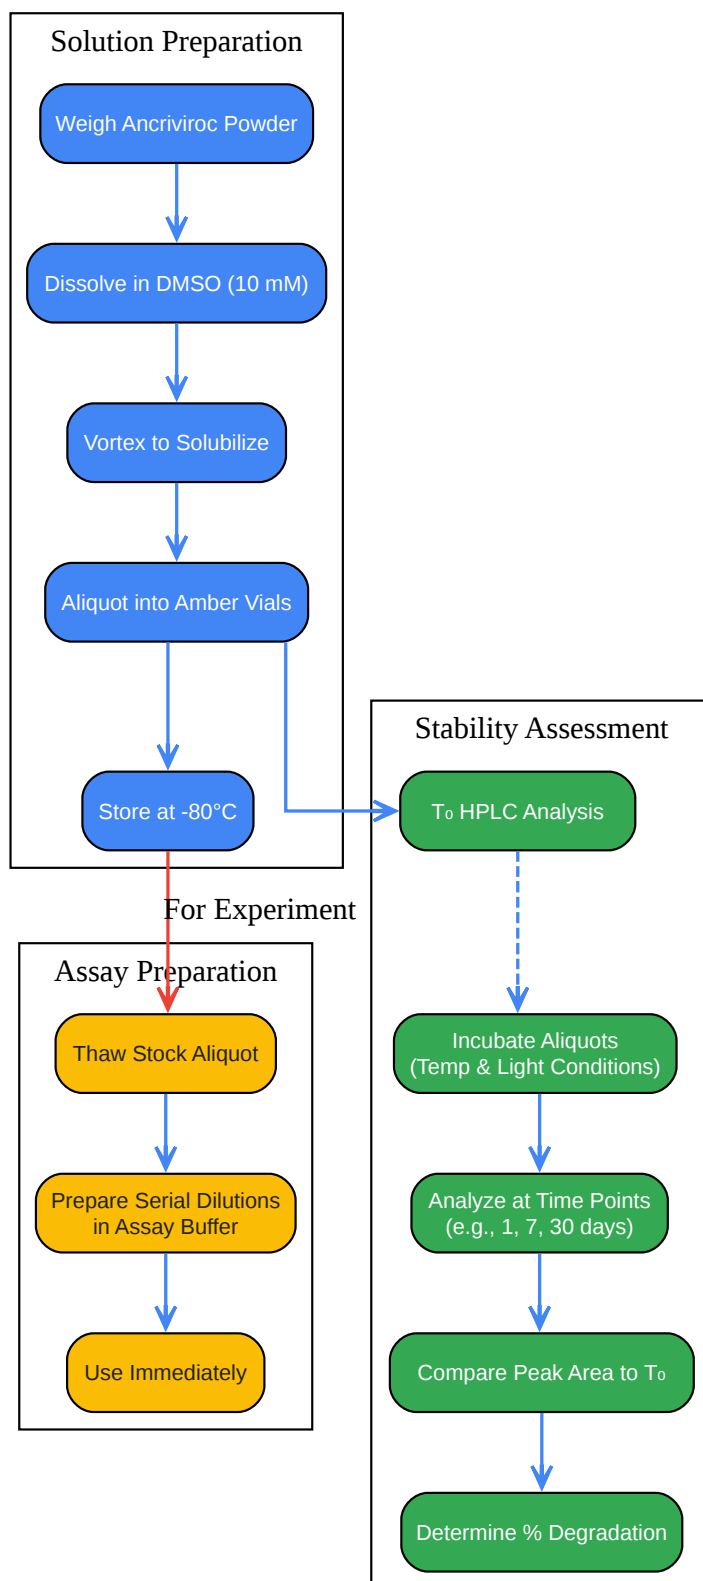 Solution Preparation
Weigh Ancriviroc Powder
Dissolve in DMSO (10 mM)
Vortex to Solubilize
Aliquot into Amber Vials
Store at -80°C
For Experiment
Assay Preparation
Thaw Stock Aliquot
Prepare Serial Dilutions
in Assay Buffer
Use Immediately
Stability Assessment
T₀ HPLC Analysis
Incubate Aliquots
(Temp & Light Conditions)
Analyze at Time Points
(e.g., 1, 7, 30 days)
Compare Peak Area to T₀
Determine % Degradation